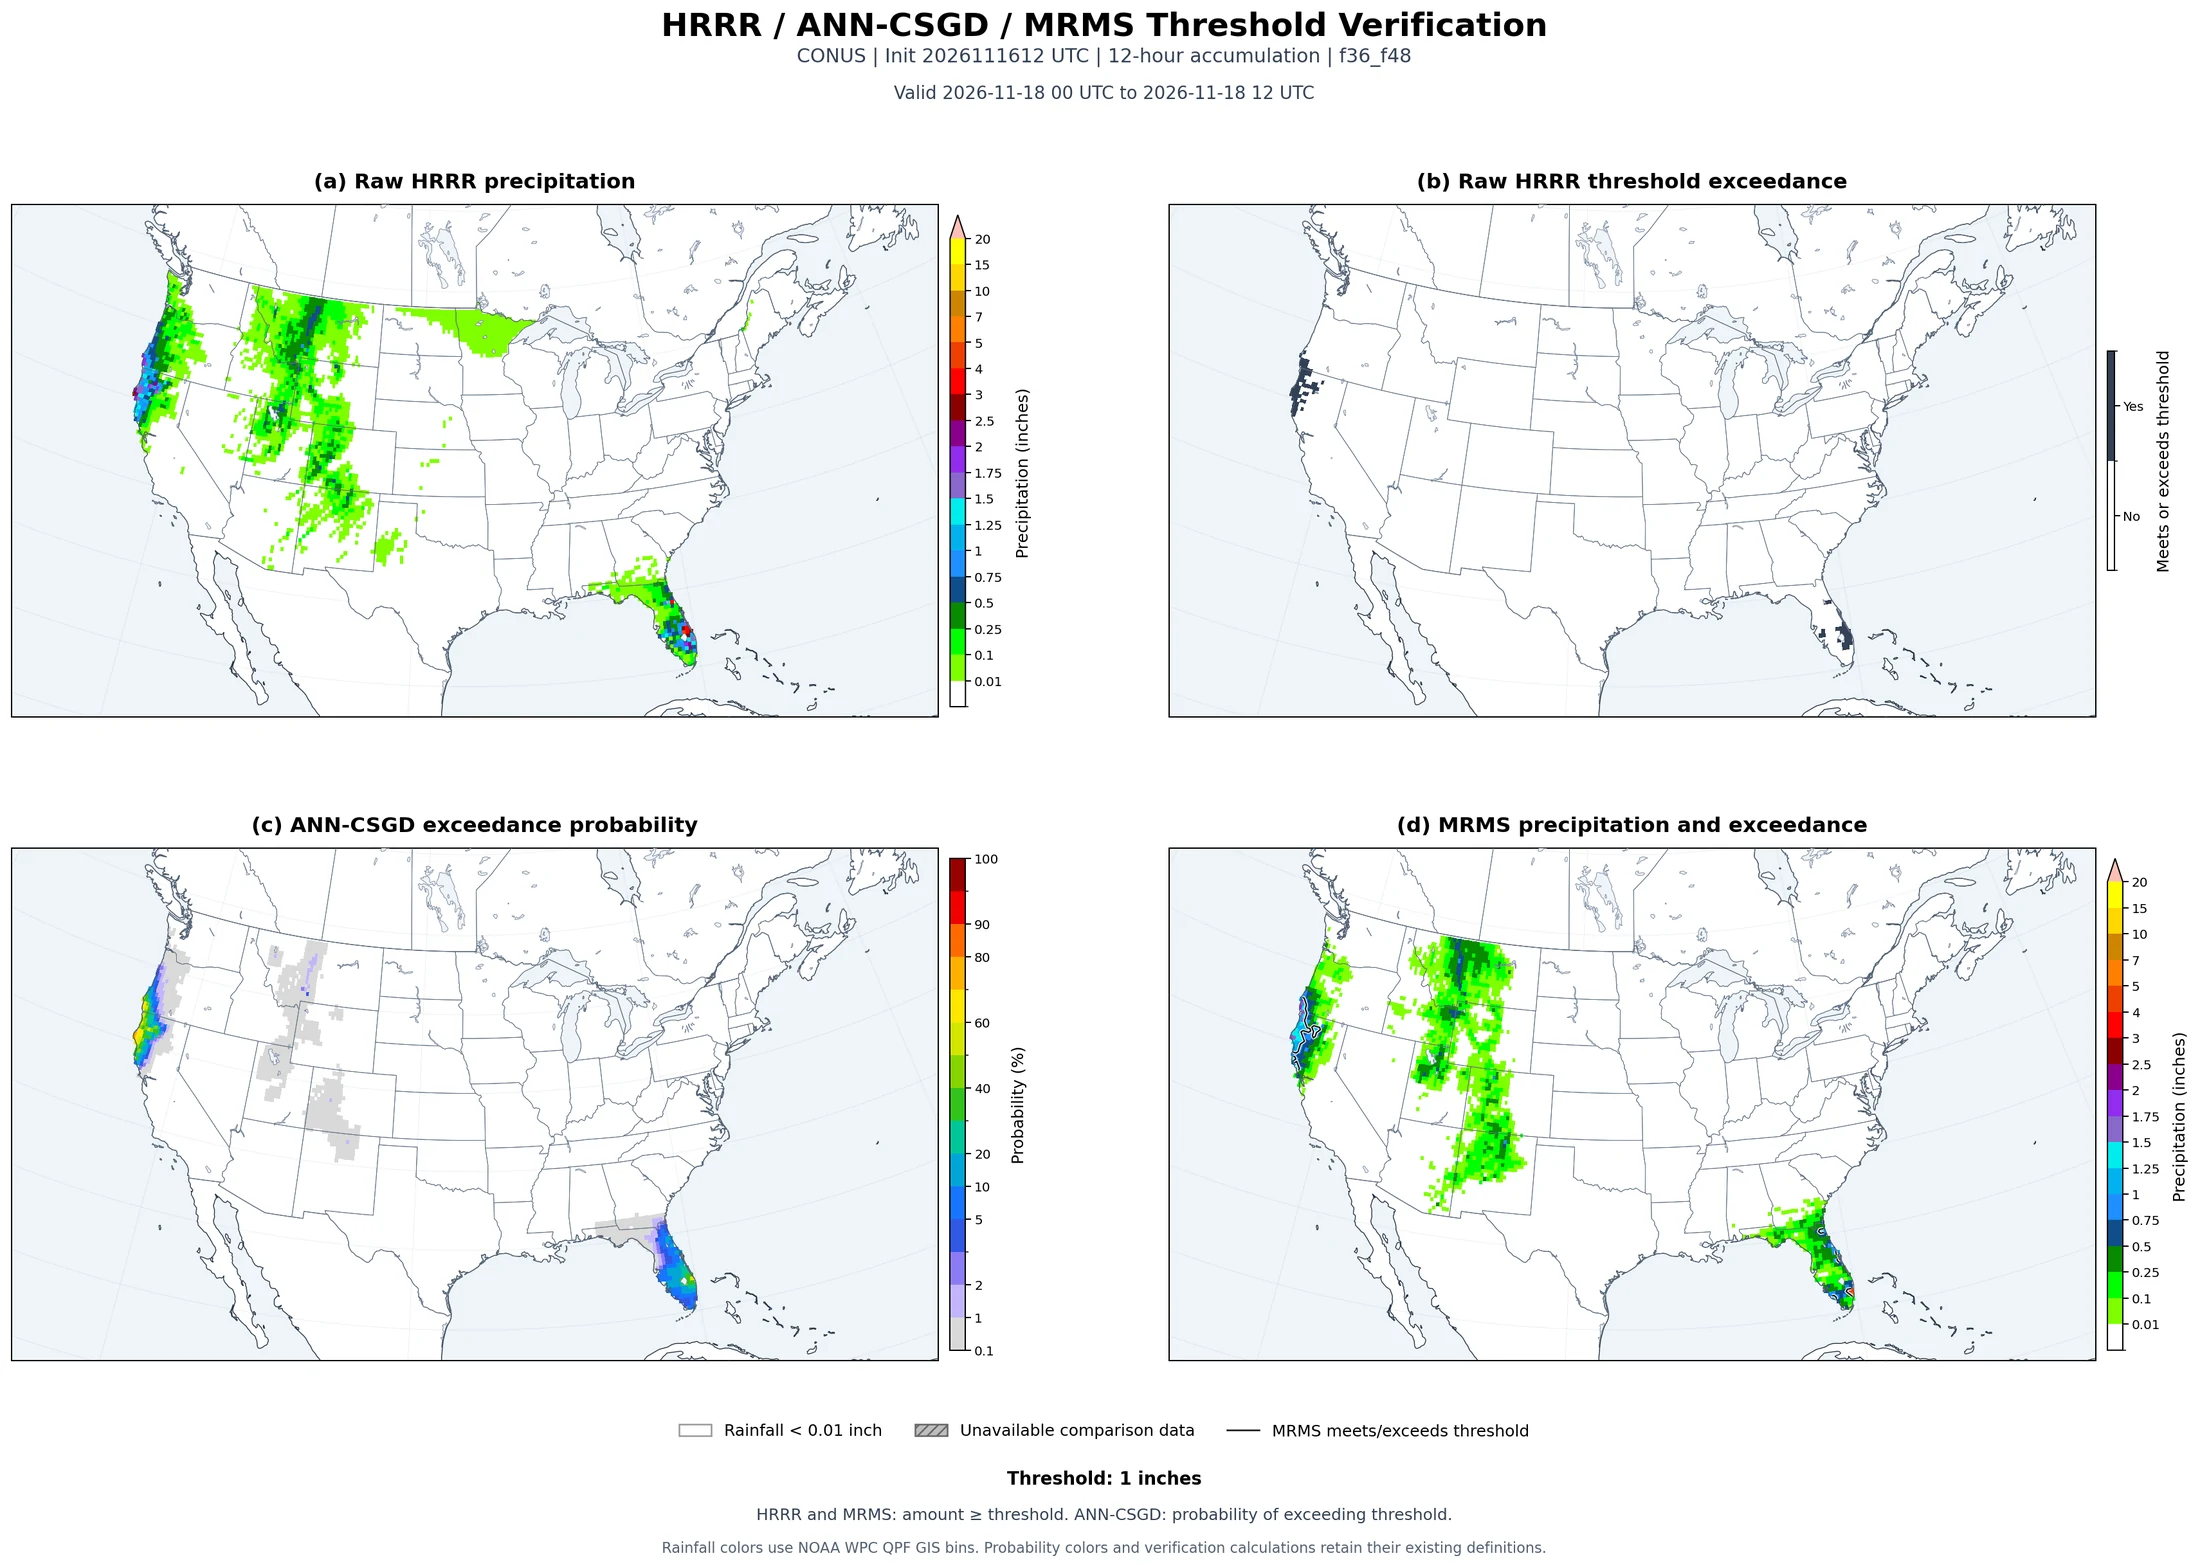 HRRR / ANN-CSGD / MRMS Threshold Verification
CONUS | Init 2026111612 UTC | 12-hour accumulation | f36_f48
Valid 2026-11-18 00 UTC to 2026-11-18 12 UTC
(a) Raw HRRR precipitation
20
15
10
7
5
4
3
2.5
2
1.75
1.5
1.25
1
0.75
0.5
0.25
0.1
0.01
Precipitation (inches)
(b) Raw HRRR threshold exceedance
Yes
No
Meets or exceeds threshold
(c) ANN-CSGD exceedance probability
100
90
80
60
40
20
10
5
2
1
0.1
Probability (%)
(d) MRMS precipitation and exceedance
20
15
10
7
5
4
3
2.5
2
1.75
1.5
1.25
1
0.75
0.5
0.25
0.1
0.01
Precipitation (inches)
Rainfall < 0.01 inch
Unavailable comparison data
MRMS meets/exceeds threshold
Threshold: 1 inches
HRRR and MRMS: amount ≥ threshold. ANN-CSGD: probability of exceeding threshold.
Rainfall colors use NOAA WPC QPF GIS bins. Probability colors and verification calculations retain their existing definitions.